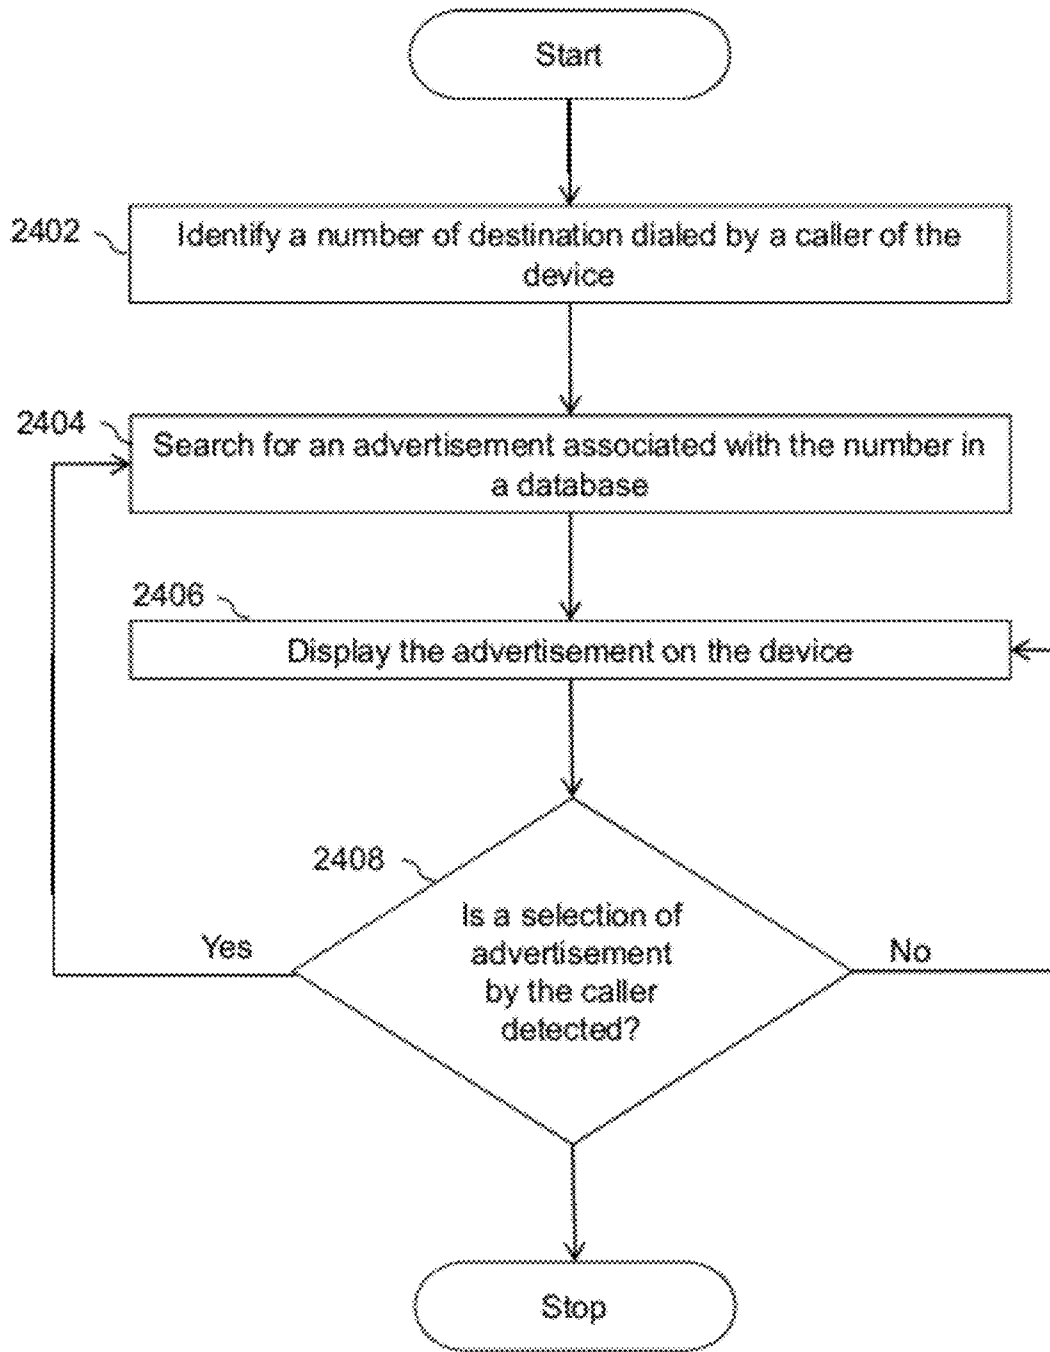 Start
2402
Identify a number of destination dialed by a caller of the
device
2404
Search for an advertisement associated with the number in
a database
2406
Display the advertisement on the device
2408
Is a selection of
advertisement
by the caller
detected?
Yes
No
Stop